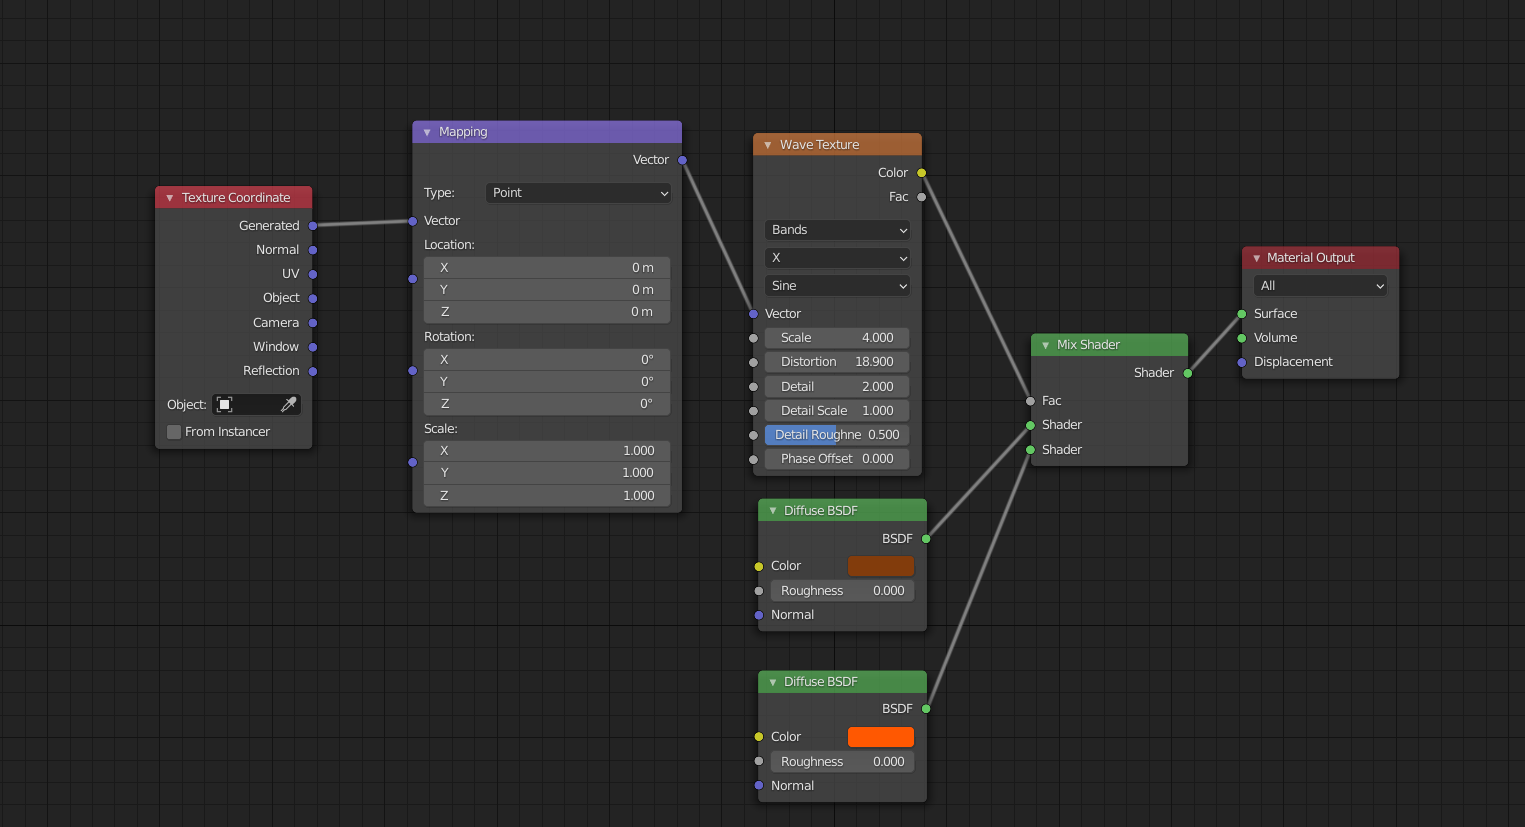 Texture Coordinate
Generated
Normal
UV
Object
Camera
Window
Reflection
Object:
From Instancer
Mapping
Vector
Type: Point
Vector
Location:
X 0 m
Y 0 m
Z 0 m
Rotation:
X 0°
Y 0°
Z 0°
Scale:
X 1.000
Y 1.000
Z 1.000
Wave Texture
Color
Fac
Bands
X
Sine
Vector
Scale 4.000
Distortion 18.900
Detail 2.000
Detail Scale 1.000
Detail Roughne 0.500
Phase Offset 0.000
Diffuse BSDF
BSDF
Color
Roughness 0.000
Normal
Diffuse BSDF
BSDF
Color
Roughness 0.000
Normal
Mix Shader
Shader
Fac
Shader
Shader
Material Output
All
Surface
Volume
Displacement